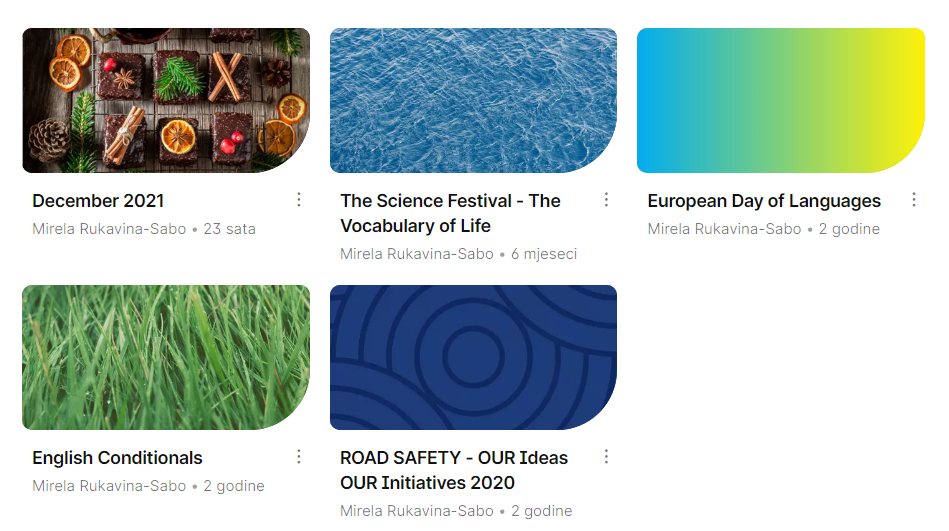 December 2021
Mirela Rukavina-Sabo • 23 sata
The Science Festival - The
Vocabulary of Life
Mirela Rukavina-Sabo • 6 mjeseci
European Day of Languages
Mirela Rukavina-Sabo • 2 godine
English Conditionals
Mirela Rukavina-Sabo • 2 godine
ROAD SAFETY - OUR Ideas
OUR Initiatives 2020
Mirela Rukavina-Sabo • 2 godine